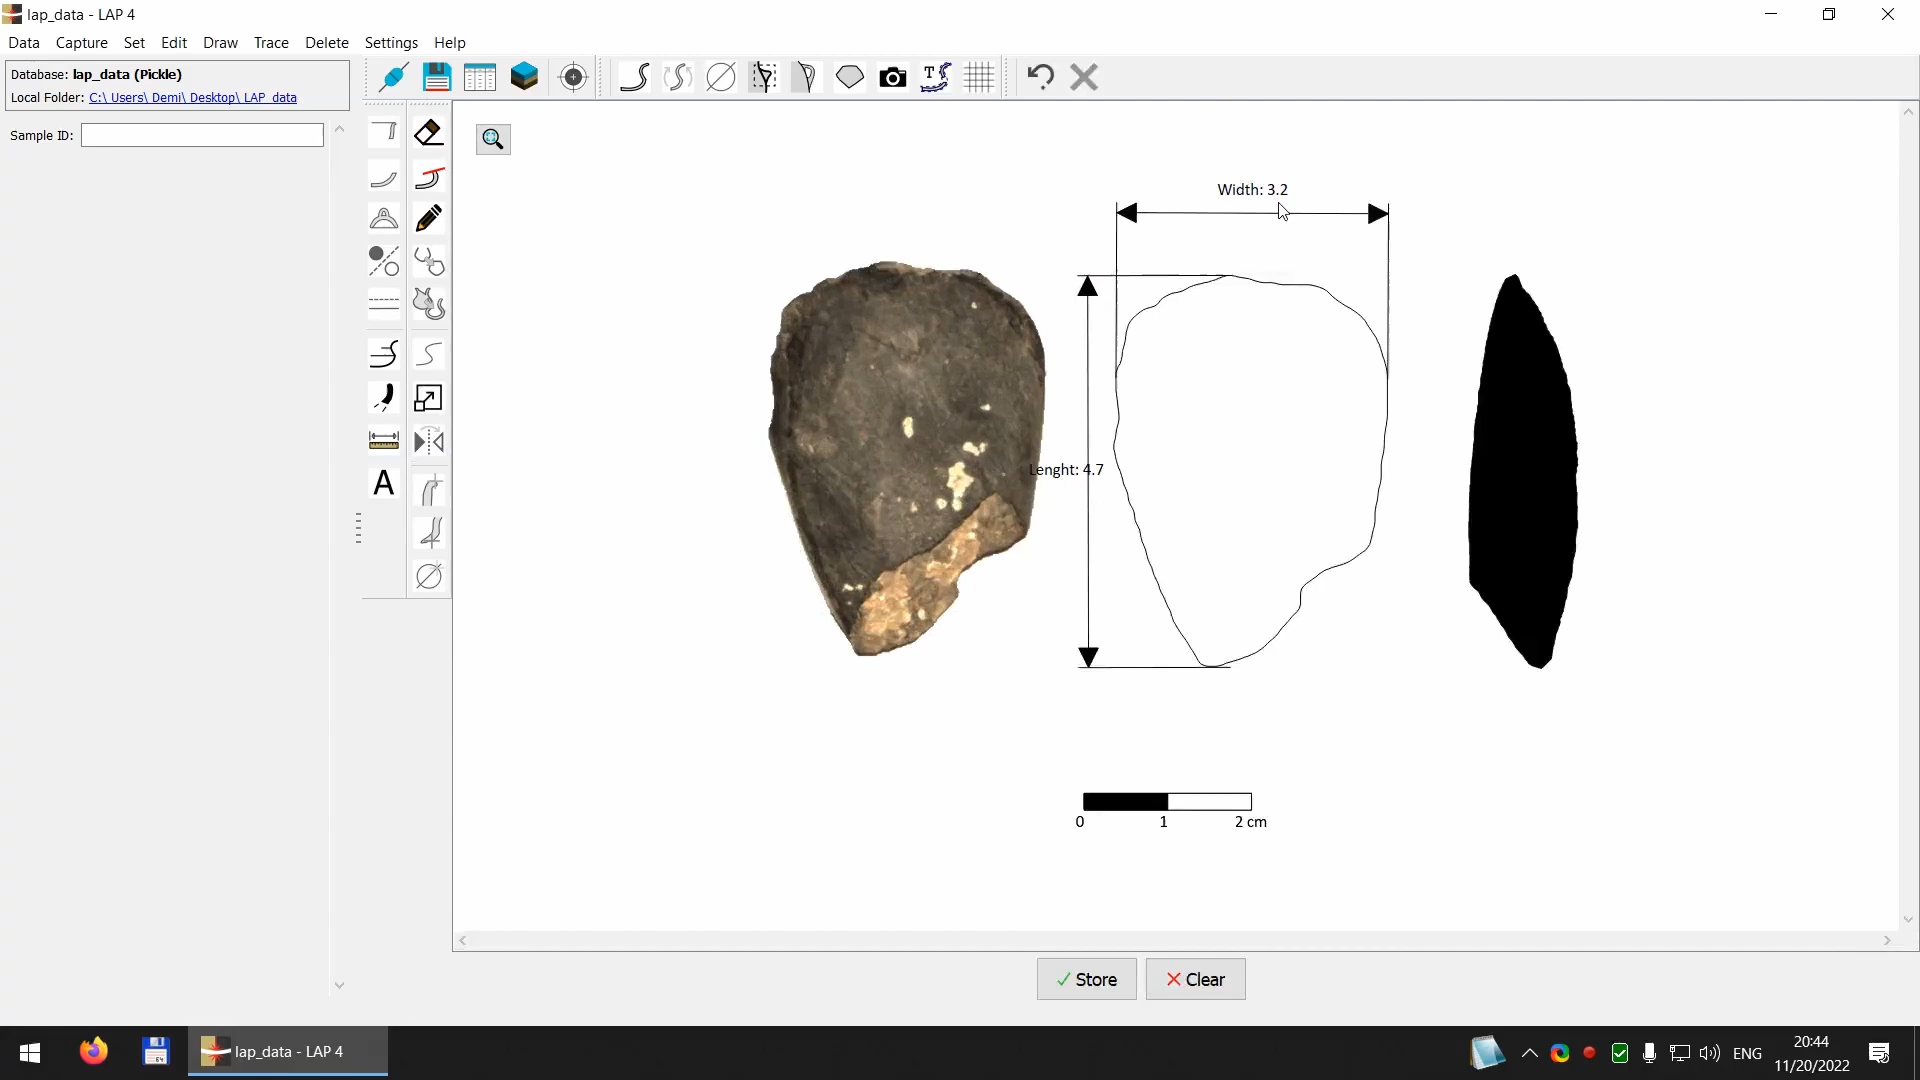 lap_data - LAP 4
Data Capture Set Edit Draw Trace Delete Settings Help
Database: lap_data (Pickle)
Local Folder: C:\ Users\ Demi\ Desktop\ LAP_data
Sample ID:
T
A
Width: 3.2
Lenght: 4.7
0 1 2 cm
Store Clear
64
lap_data - LAP 4
ENG
20:44
11/20/2022